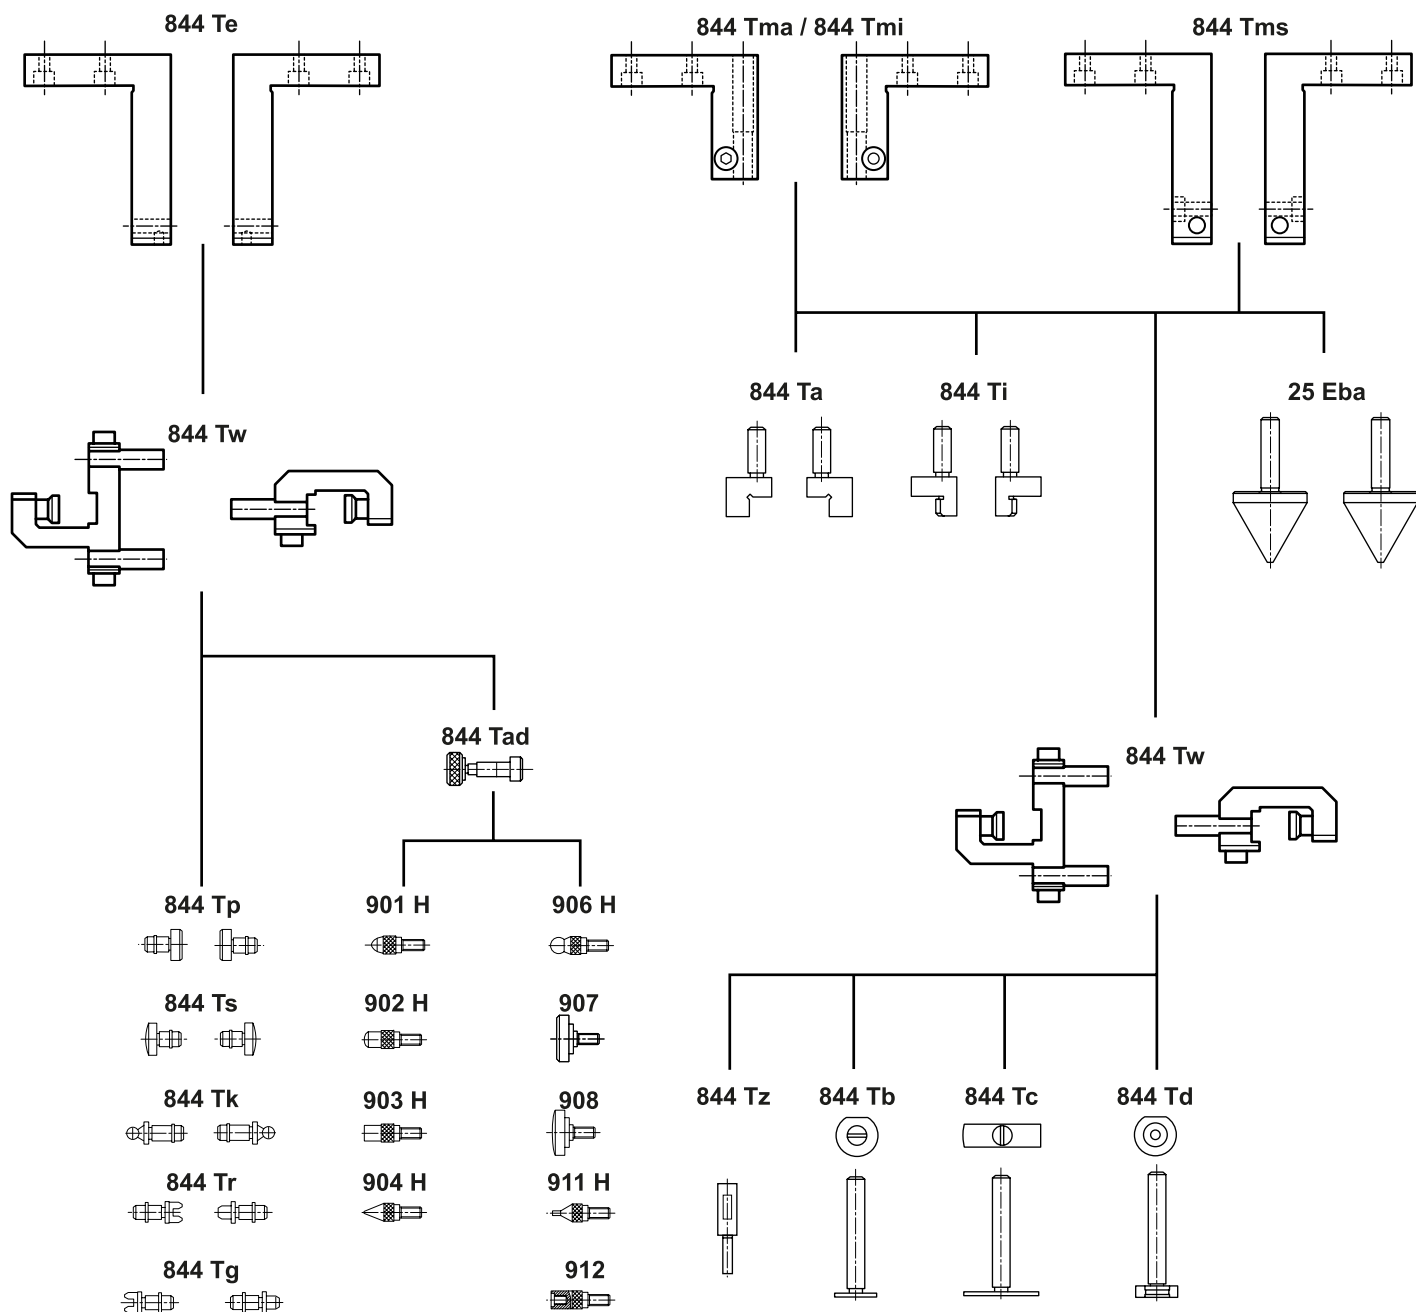 844 Te
844 Tma / 844 Tmi
844 Tms
844 Ta
844 Ti
25 Eba
844 Tw
844 Tad
844 Tw
844 Tp
901 H
906 H
844 Ts
902 H
907
844 Tk
903 H
908
844 Tz
844 Tb
844 Tc
844 Td
844 Tr
904 H
911 H
844 Tg
912